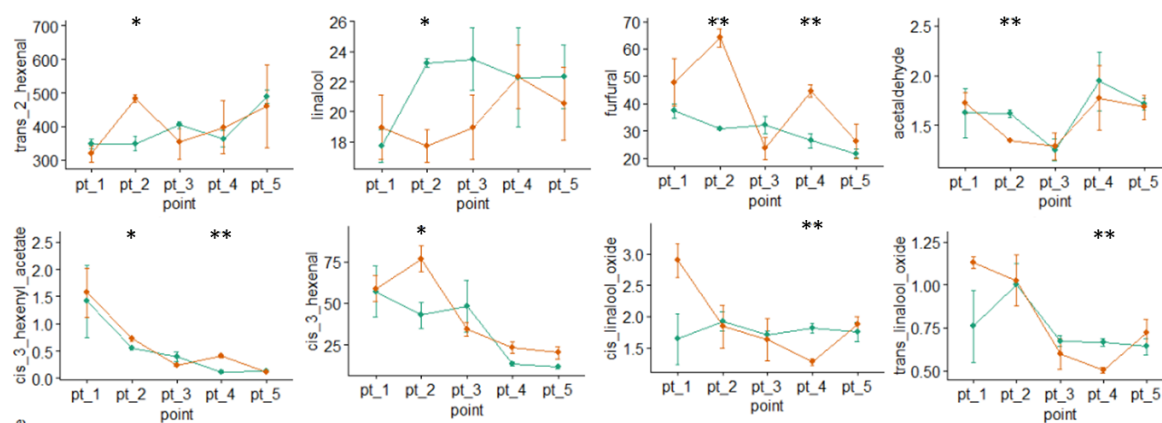 trans_2_hexenal
700
600
500
400
300
*
pt_1 pt_2 pt_3 pt_4 pt_5
point
linalool
26
24
22
20
18
*
pt_1 pt_2 pt_3 pt_4 pt_5
point
furfural
70
60
50
40
30
20
** **
pt_1 pt_2 pt_3 pt_4 pt_5
point
acetaldehyde
2.5
2.0
1.5
**
pt_1 pt_2 pt_3 pt_4 pt_5
point
cis_3_hexenyl_acetate
2.5
2.0
1.5
1.0
0.5
0.0
* **
pt_1 pt_2 pt_3 pt_4 pt_5
point
cis_3_hexenal
75
50
25
*
pt_1 pt_2 pt_3 pt_4 pt_5
point
cis_linalool_oxide
3.0
2.5
2.0
1.5
**
pt_1 pt_2 pt_3 pt_4 pt_5
point
trans_linalool_oxide
1.25
1.00
0.75
0.50
**
pt_1 pt_2 pt_3 pt_4 pt_5
point